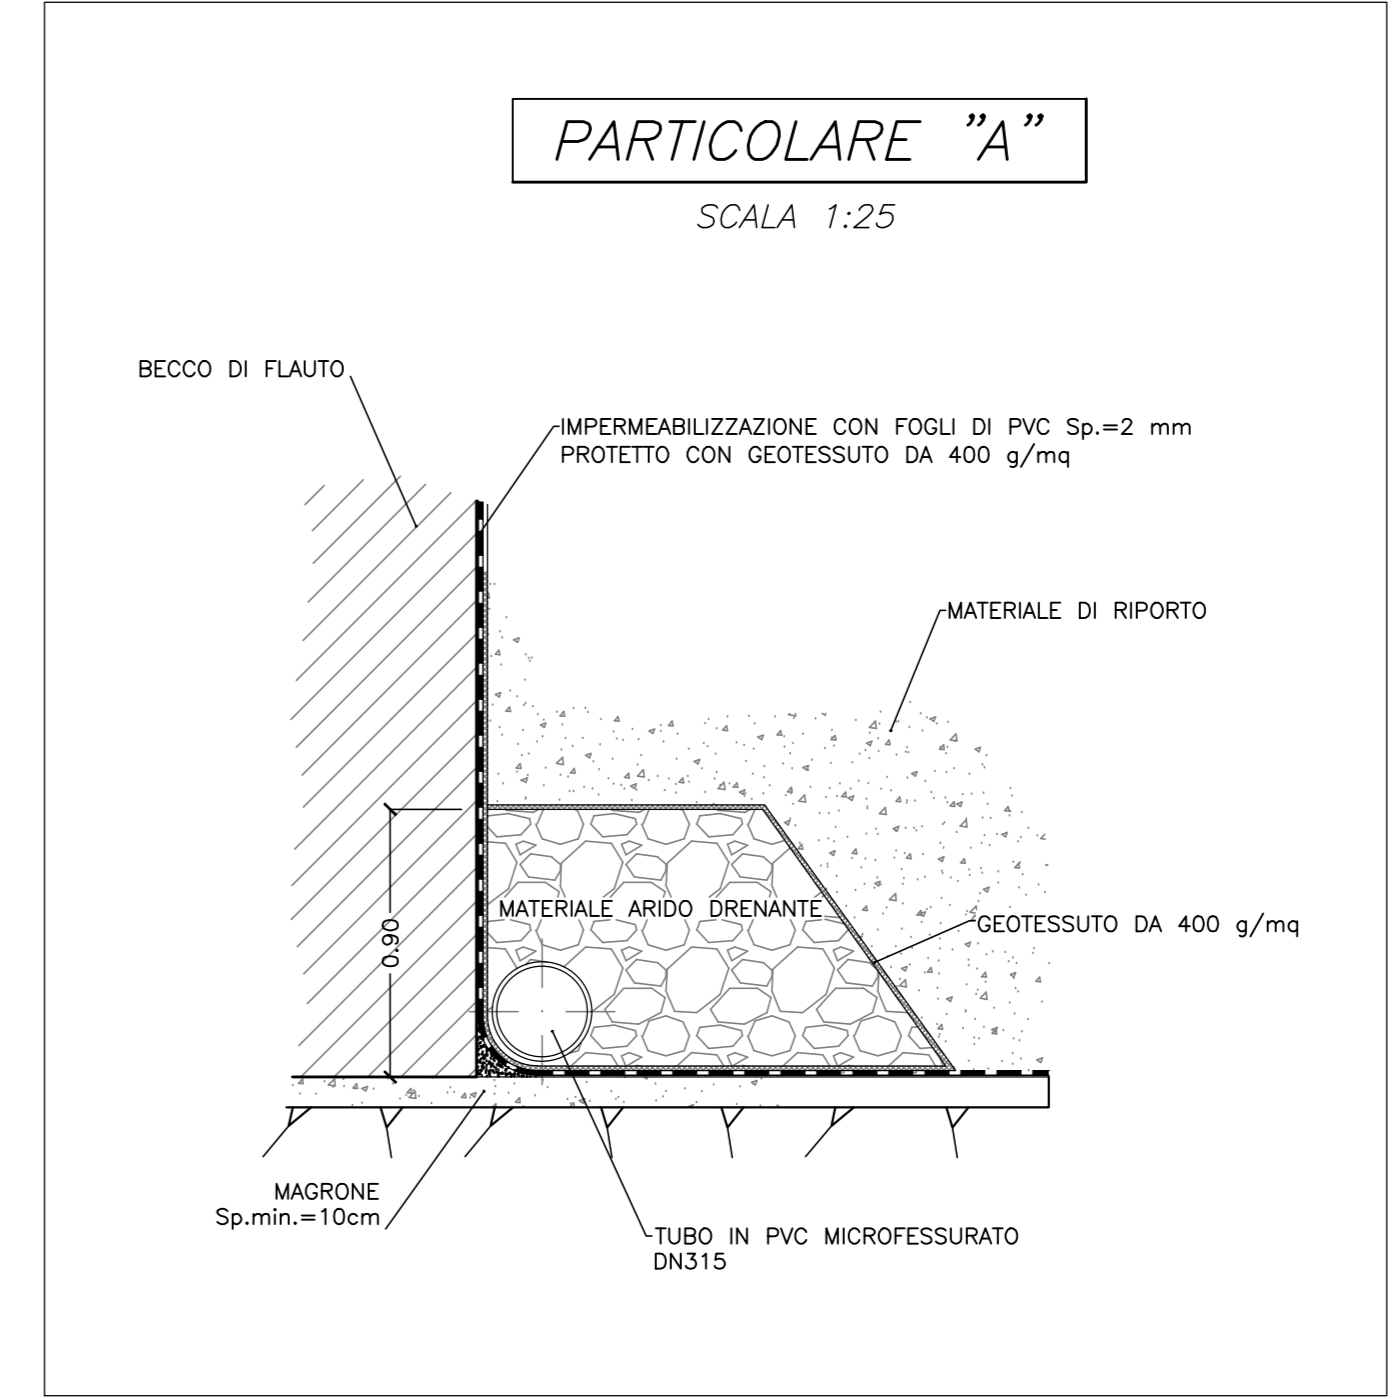 PARTICOLARE "A"
SCALA 1:25
BECCO DI FLAUTO
IMPERMEABILIZZAZIONE CON FOGLI DI PVC Sp.=2 mm
PROTETTO CON GEOTESSUTO DA 400 g/mq
MATERIALE DI RIPORTO
MATERIALE ARIDO DRENANTE
GEOTESSUTO DA 400 g/mq
0.90
MAGRONE
Sp.min.=10cm
TUBO IN PVC MICROFESSURATO
DN315